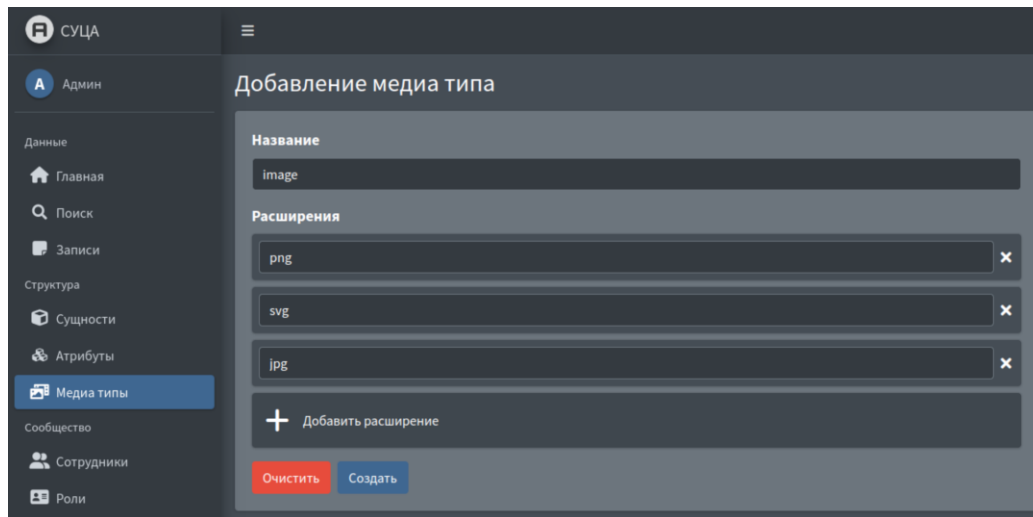 СУЦА
A Админ
Данные
Главная
Поиск
Записи
Структура
Сущности
Атрибуты
Медиа типы
Сообщество
Сотрудники
Роли
Добавление медиа типа
Название
image
Расширения
png
svg
jpg
Добавить расширение
Очистить Создать